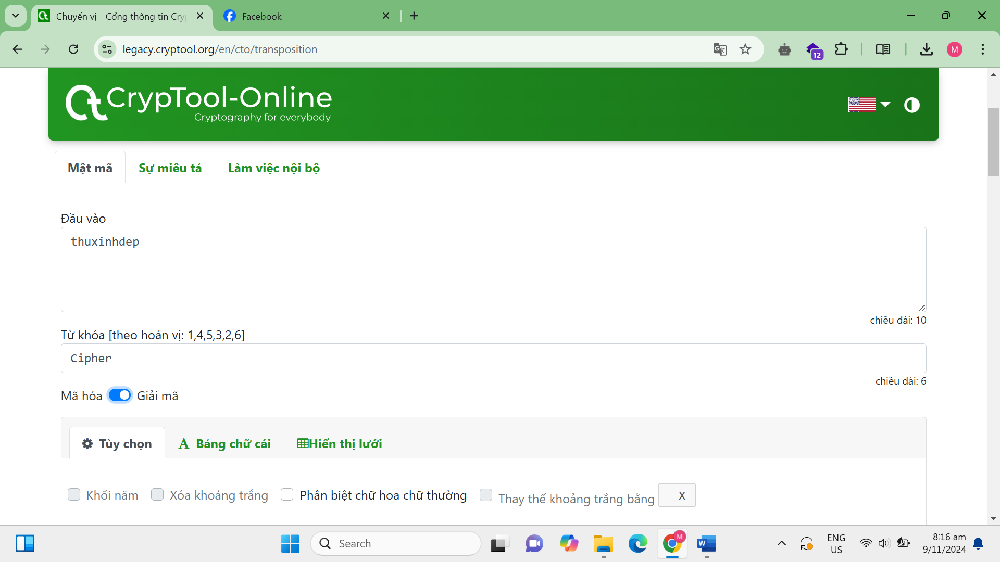 Chuyển vị - Cổng thông tin Cry
Facebook
legacy.cryptool.org/en/cto/transposition
12
M
CrypTool-Online
Cryptography for everybody
Mật mã
Sự miêu tả
Làm việc nội bộ
Đầu vào
thuxinhdep
chiều dài: 10
Từ khóa [theo hoán vị: 1,4,5,3,2,6]
Cipher
chiều dài: 6
Mã hóa Giải mã
Tùy chọn
A Bảng chữ cái
Hiển thị lưới
Khối năm
Xóa khoảng trắng
Phân biệt chữ hoa chữ thường
Thay thế khoảng trắng bằng X
Search
M
W
ENG
US
8:16 am
9/11/2024